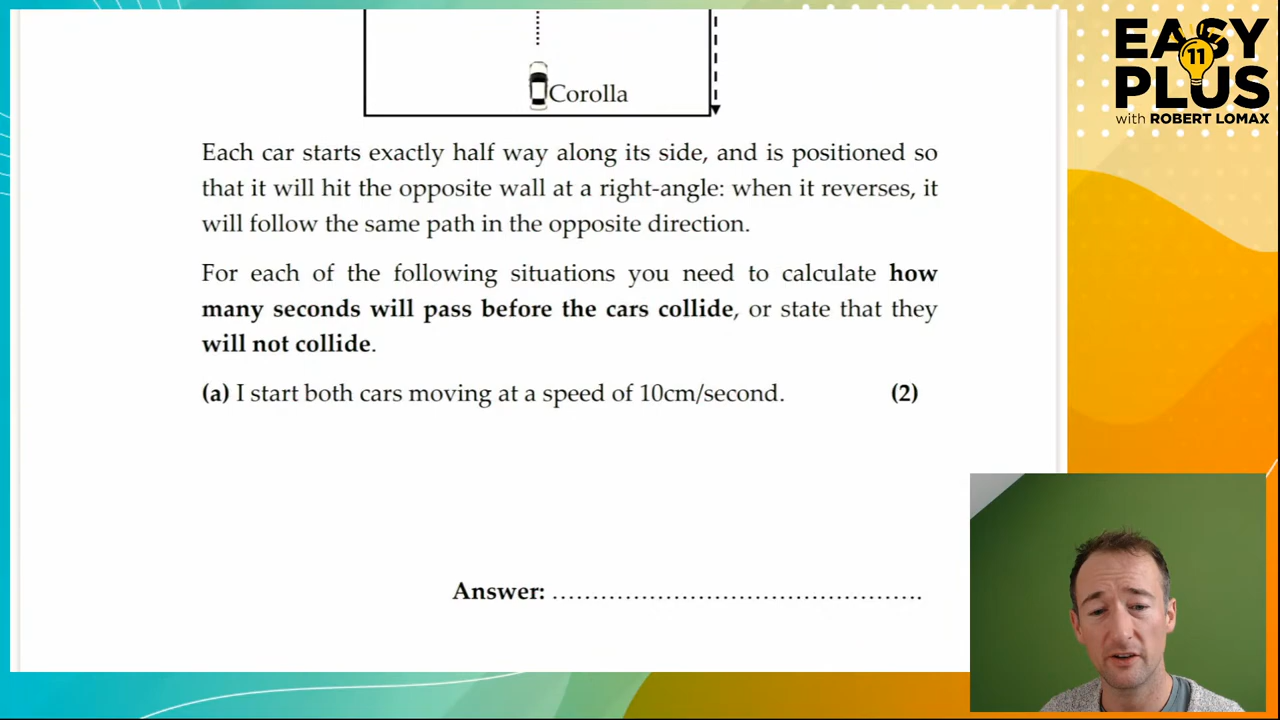 EASY
11
PLUS
with ROBERT LOMAX
Corolla
Each car starts exactly half way along its side, and is positioned so
that it will hit the opposite wall at a right-angle: when it reverses, it
will follow the same path in the opposite direction.
For each of the following situations you need to calculate how
many seconds will pass before the cars collide, or state that they
will not collide.
(a) I start both cars moving at a speed of 10cm/second. (2)
Answer: ……………………………………….